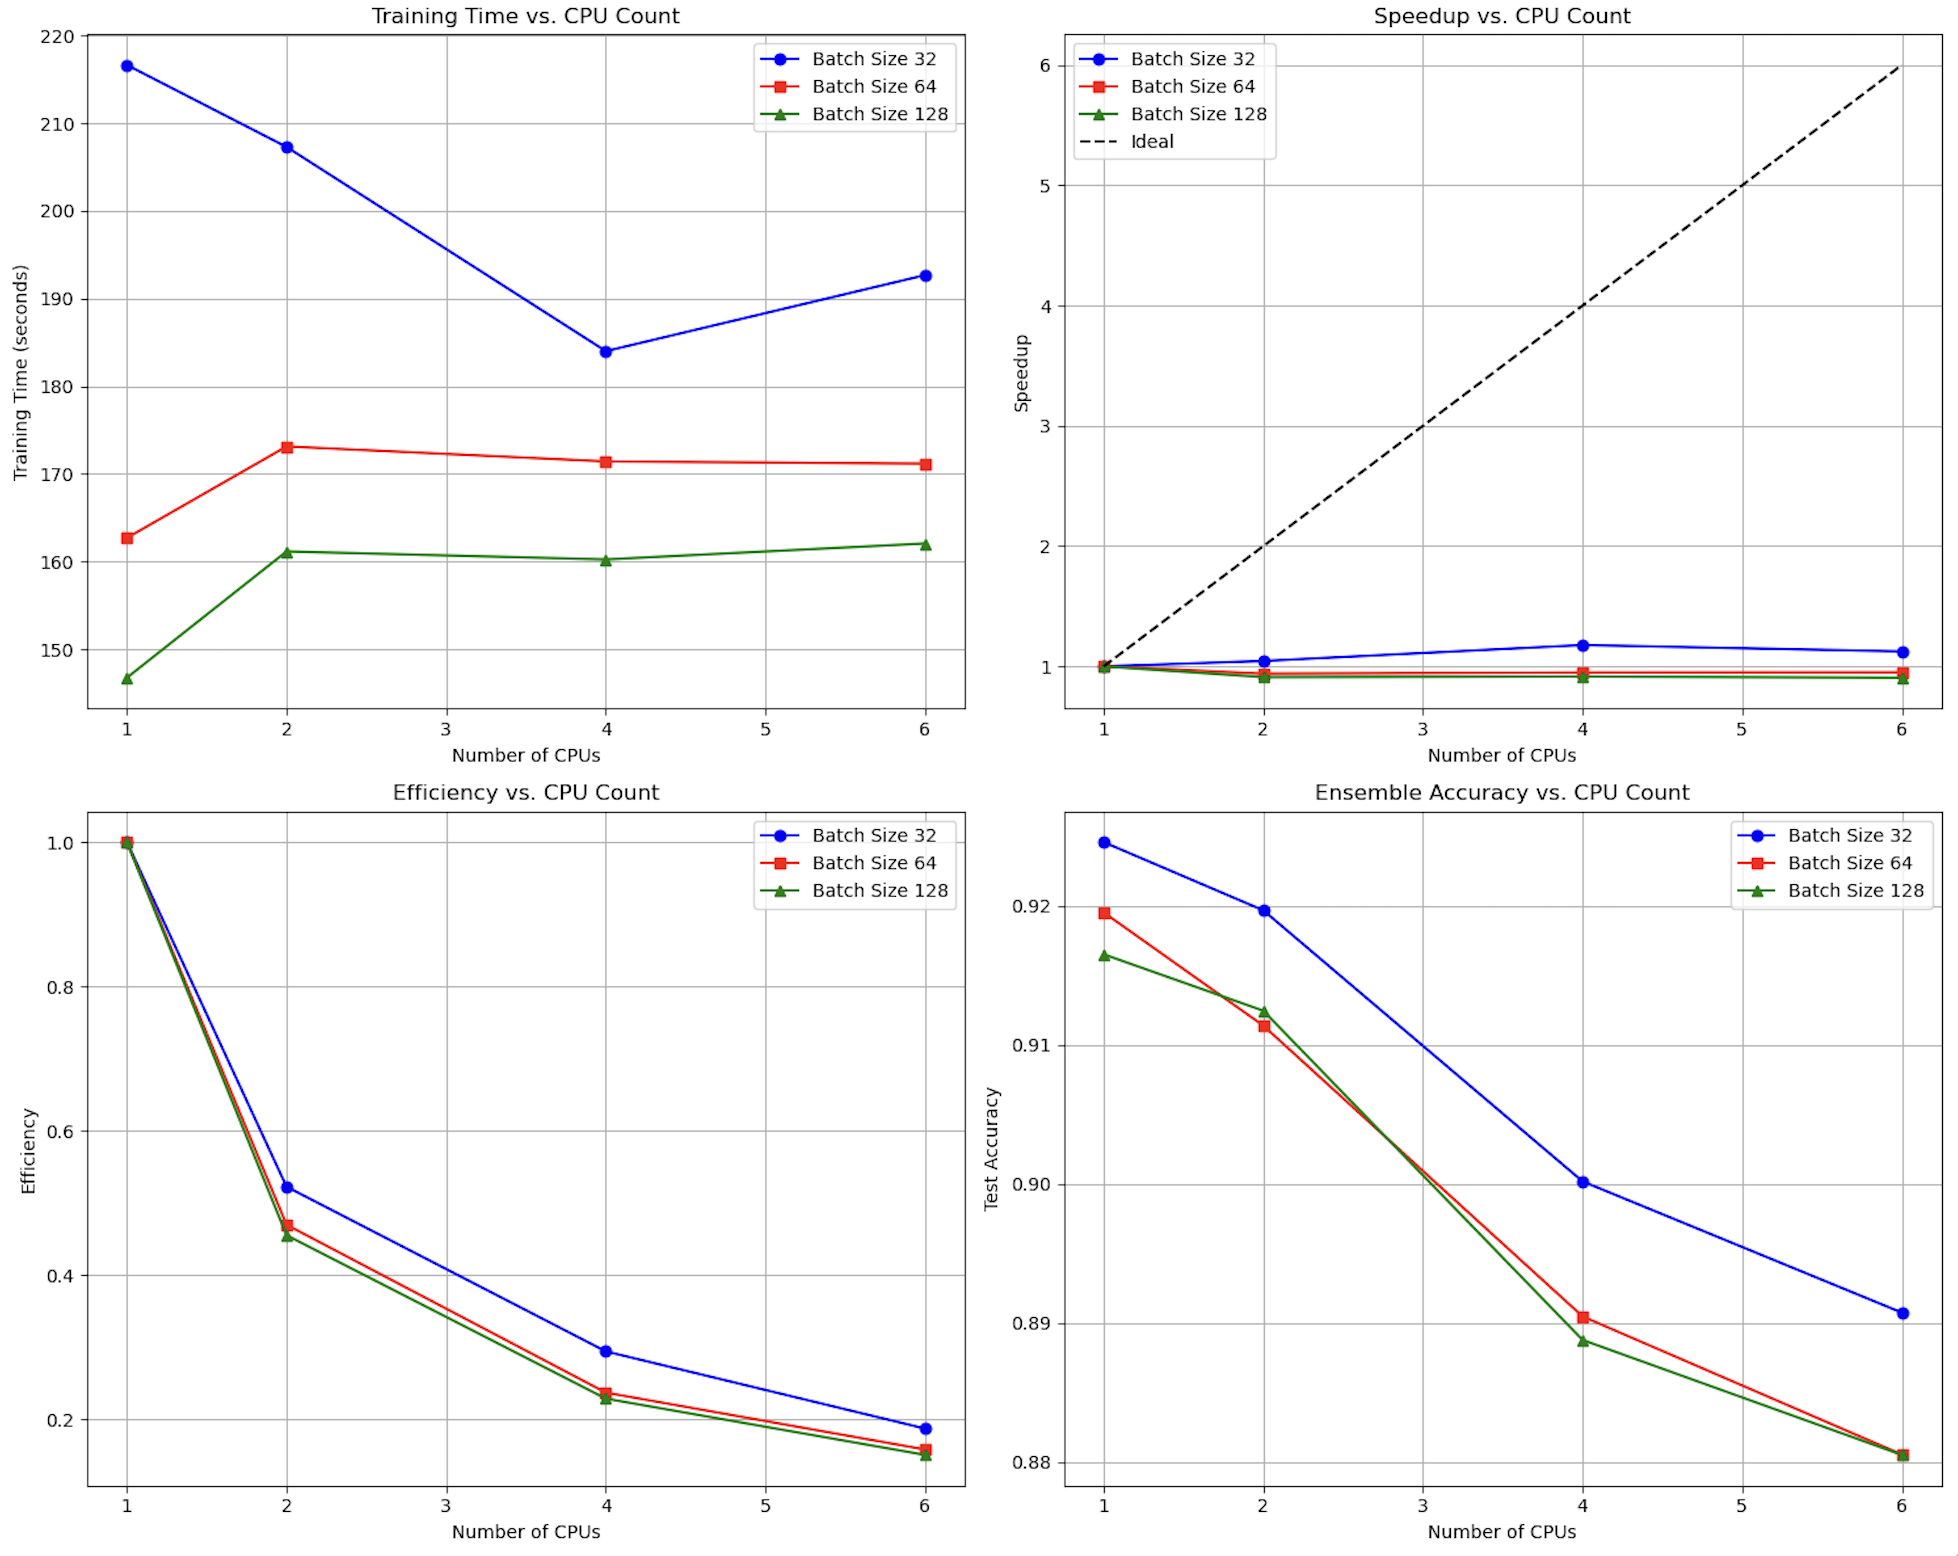 Training Time vs. CPU Count
220
210
200
190
180
170
160
150
Training Time (seconds)
Batch Size 32
Batch Size 64
Batch Size 128
1 2 3 4 5 6
Number of CPUs
Speedup vs. CPU Count
6
5
4
3
2
1
Speedup
Batch Size 32
Batch Size 64
Batch Size 128
Ideal
1 2 3 4 5 6
Number of CPUs
Efficiency vs. CPU Count
1.0
0.8
0.6
0.4
0.2
Efficiency
Batch Size 32
Batch Size 64
Batch Size 128
1 2 3 4 5 6
Number of CPUs
Ensemble Accuracy vs. CPU Count
0.92
0.91
0.90
0.89
0.88
Test Accuracy
Batch Size 32
Batch Size 64
Batch Size 128
1 2 3 4 5 6
Number of CPUs